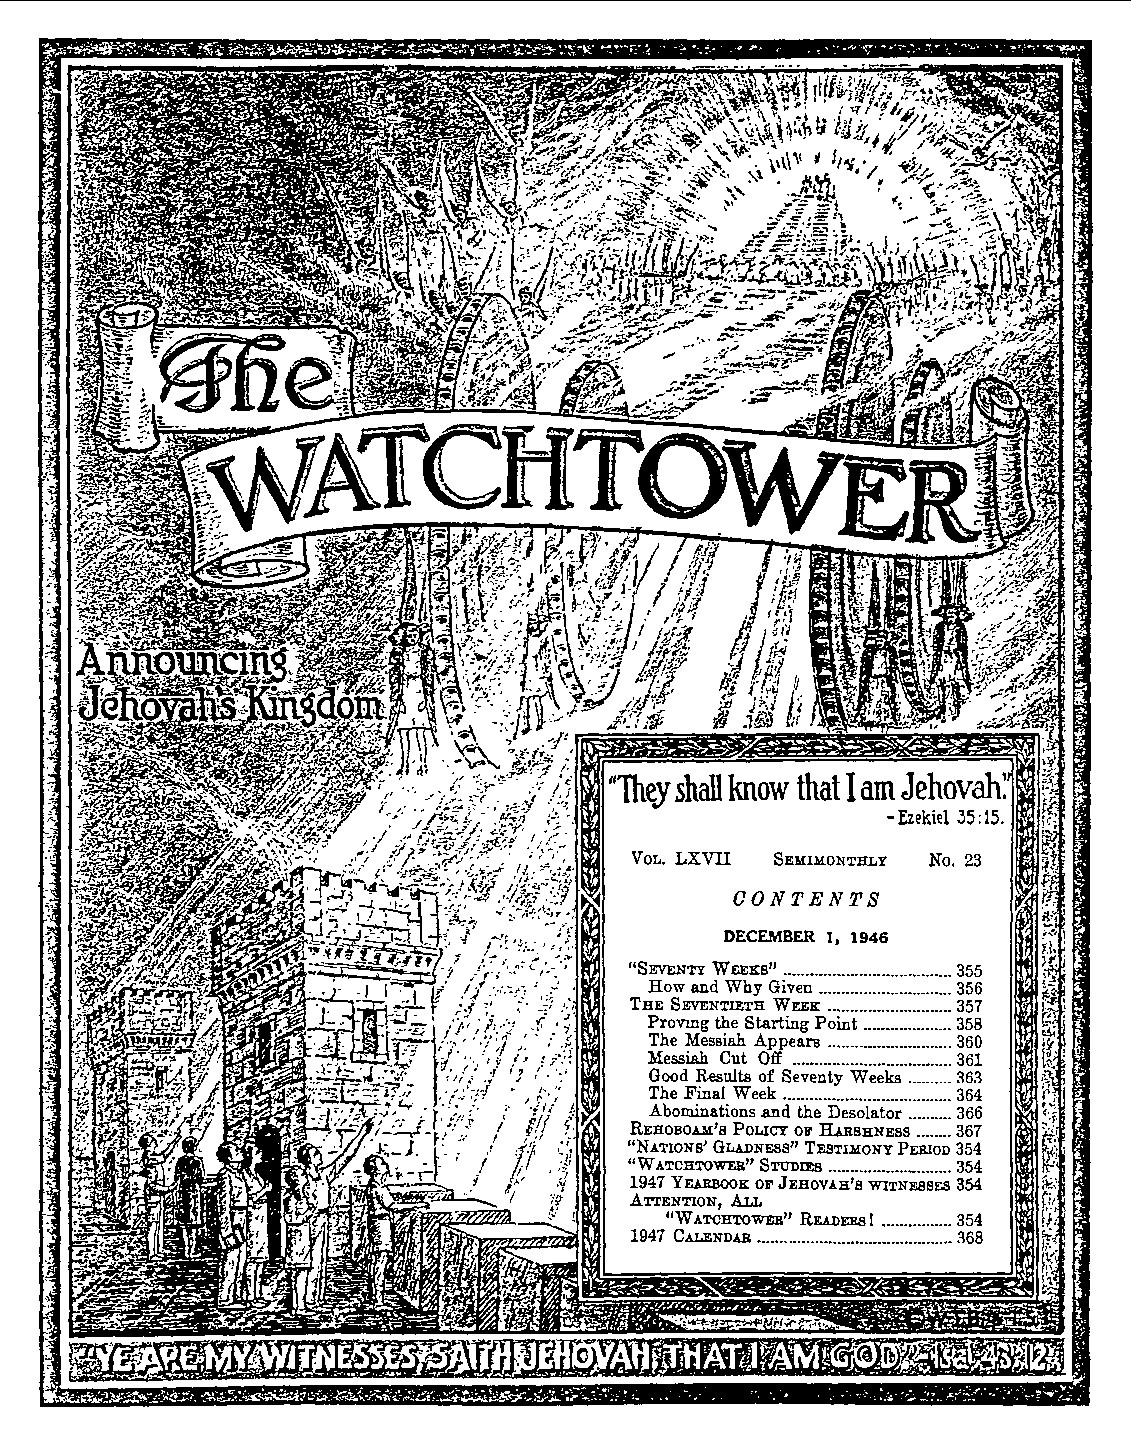 The
WATCHTOWER
Announcing
Jehovah's Kingdom
"They shall know that I am Jehovah."
-Ezekiel 35:15.
VOL. LXVII SEMIMONTHLY No. 23
CONTENTS
DECEMBER 1, 1946
"SEVENTY WEEKS" ........ 355
How and Why Given ........ 356
THE SEVENTIETH WEEK ........ 357
Proving the Starting Point ........ 358
The Messiah Appears ........ 360
Messiah Cut Off ........ 361
Good Results of Seventy Weeks ........ 363
The Final Week ........ 364
Abominations and the Desolator ........ 366
REHOBOAM'S POLICY OF HARSHNESS ........ 367
"NATIONS' GLADNESS" TESTIMONY PERIOD 354
"WATCHTOWER" STUDIES ........ 354
1947 YEARBOOK OF JEHOVAH'S WITNESSES 354
ATTENTION, ALL
"WATCHTOWER" READERS! ........ 354
1947 CALENDAR ........ 368
"YE ARE MY WITNESSES, SAITH JEHOVAH, THAT I AM GOD."-Isa. 43:12.